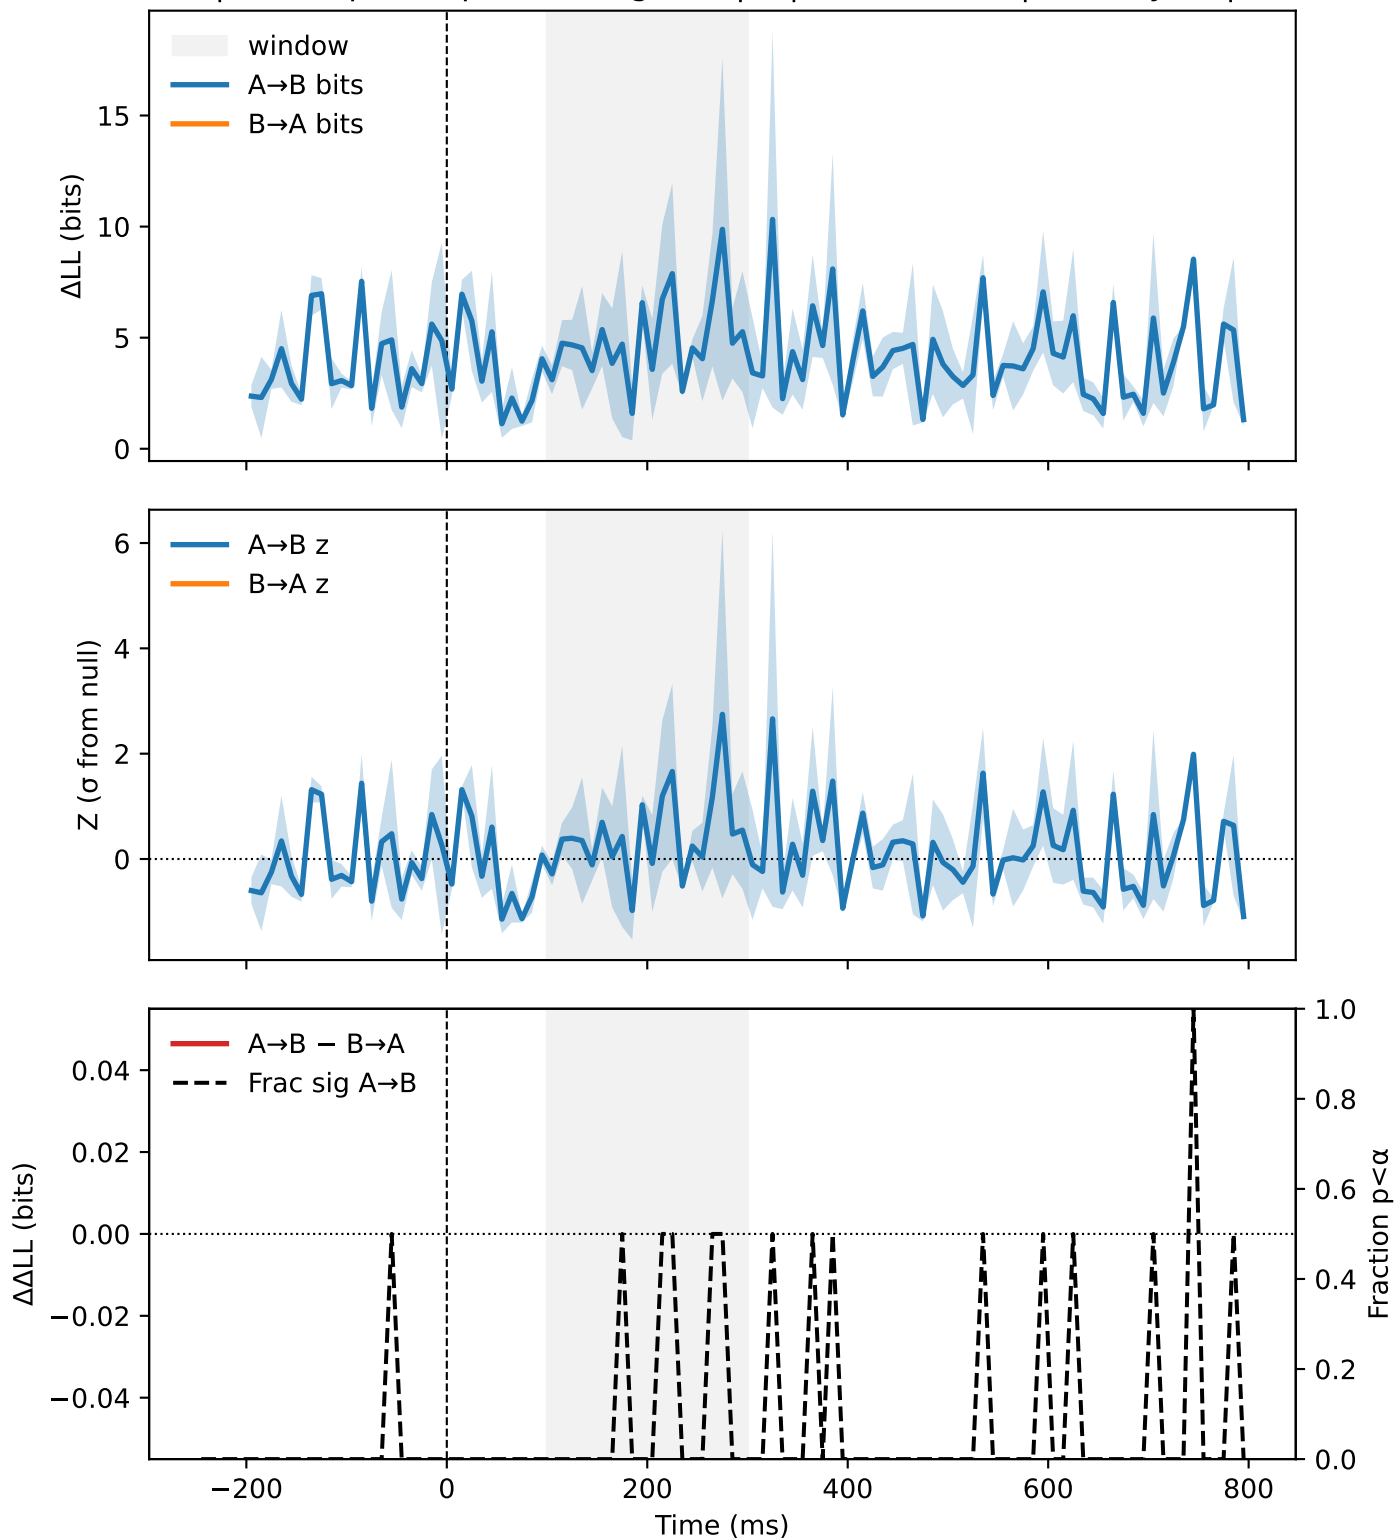 window
A→B bits
B→A bits
ΔLL (bits)
15
10
5
0
A→B z
B→A z
Z (σ from null)
6
4
2
0
A→B − B→A
Frac sig A→B
ΔΔLL (bits)
0.04
0.02
0.00
−0.02
−0.04
1.0
0.8
0.6
0.4
0.2
0.0
Fraction p<α
−200
0
200
400
600
800
Time (ms)